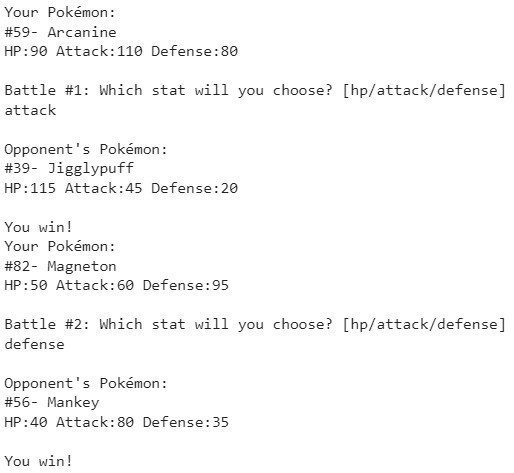 Your Pokémon:
#59- Arcanine
HP:90 Attack:110 Defense:80
Battle #1: Which stat will you choose? [hp/attack/defense]
attack
Opponent's Pokémon:
#39- Jigglypuff
HP:115 Attack:45 Defense:20
You win!
Your Pokémon:
#82- Magneton
HP:50 Attack:60 Defense:95
Battle #2: Which stat will you choose? [hp/attack/defense]
defense
Opponent's Pokémon:
#56- Mankey
HP:40 Attack:80 Defense:35
You win!